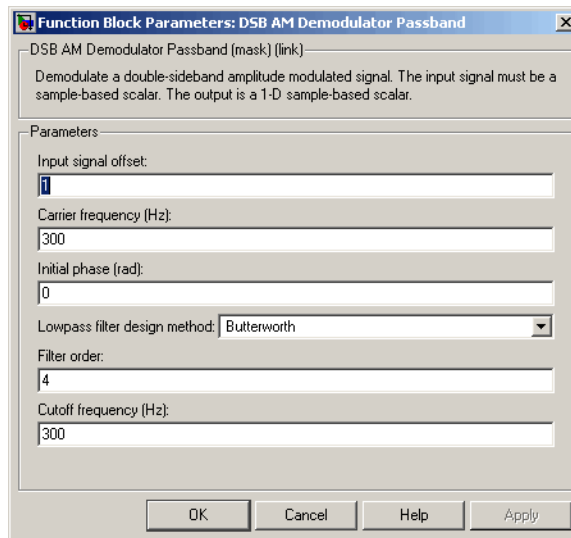 Function Block Parameters: DSB AM Demodulator Passband
DSB AM Demodulator Passband (mask) (link)
Demodulate a double-sideband amplitude modulated signal. The input signal must be a
sample-based scalar. The output is a 1-D sample-based scalar.
Parameters
Input signal offset:
1
Carrier frequency (Hz):
300
Initial phase (rad):
0
Lowpass filter design method: Butterworth
Filter order:
4
Cutoff frequency (Hz):
300
OK Cancel Help Apply